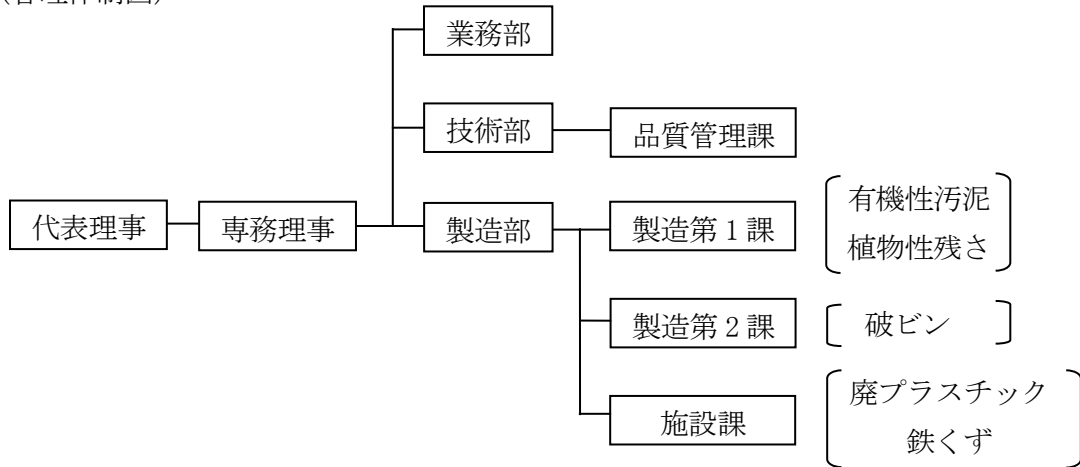 （管理体制図）
業務部
技術部
品質管理課
代表理事
専務理事
製造部
製造第１課
有機性汚泥
植物性残さ
製造第２課
破ビン
施設課
廃プラスチック
鉄くず